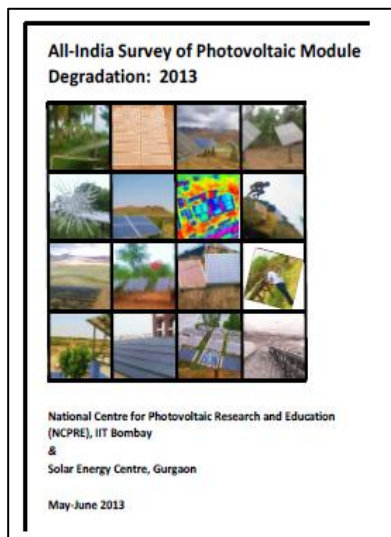 All-India Survey of Photovoltaic Module
Degradation: 2013
National Centre for Photovoltaic Research and Education
(NCPRE), IIT Bombay
&
Solar Energy Centre, Gurgaon
May-June 2013